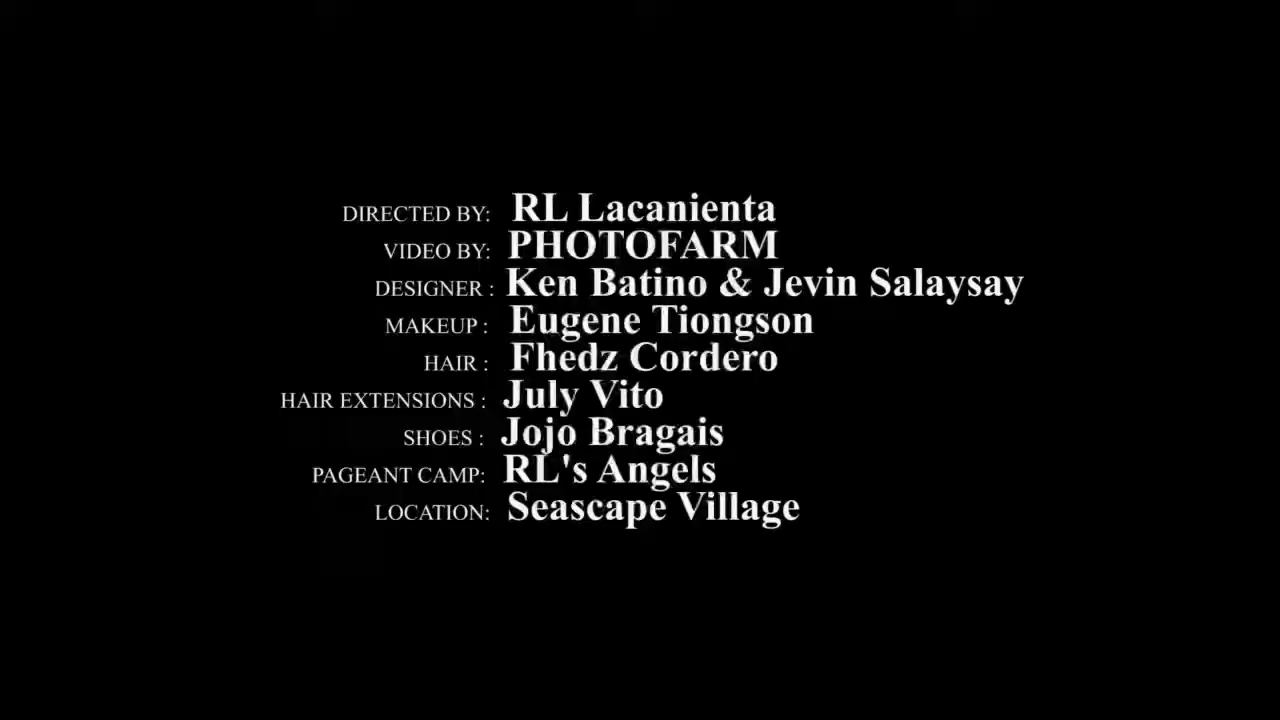 DIRECTED BY: RL Lacanienta
VIDEO BY: PHOTOFARM
DESIGNER : Ken Batino & Jevin Salaysay
MAKEUP : Eugene Tiongson
HAIR : Fhedz Cordero
HAIR EXTENSIONS : July Vito
SHOES : Jojo Bragais
PAGEANT CAMP: RL's Angels
LOCATION: Seascape Village